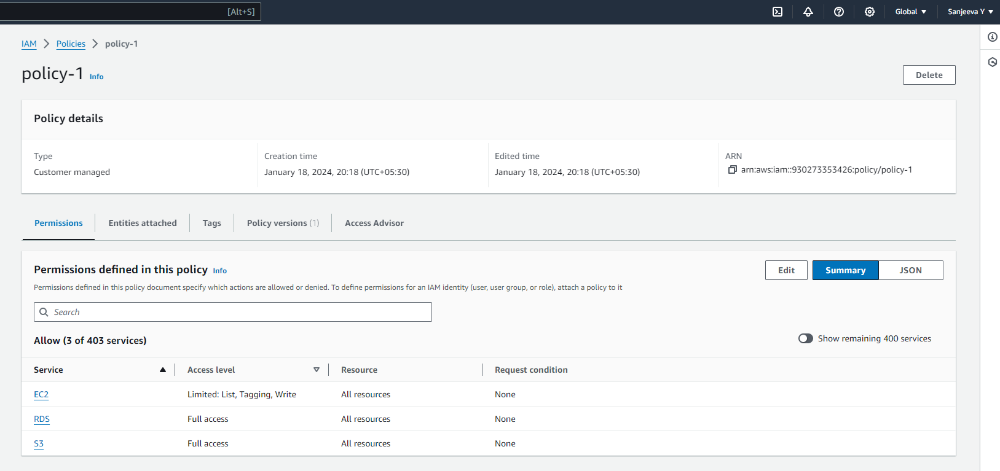 [Alt+S] Global Sanjeeva Y
IAM Policies policy-1
policy-1 Info
Delete
Policy details
Type Creation time Edited time ARN
Customer managed January 18, 2024, 20:18 (UTC+05:30) January 18, 2024, 20:18 (UTC+05:30) arn:aws:iam::930273353426:policy/policy-1
Permissions Entities attached Tags Policy versions (1) Access Advisor
Permissions defined in this policy Info
Edit Summary JSON
Permissions defined in this policy document specify which actions are allowed or denied. To define permissions for an IAM identity (user, user group, or role), attach a policy to it
Search
Allow (3 of 403 services) Show remaining 400 services
Service Access level Resource Request condition
EC2 Limited: List, Tagging, Write All resources None
RDS Full access All resources None
S3 Full access All resources None